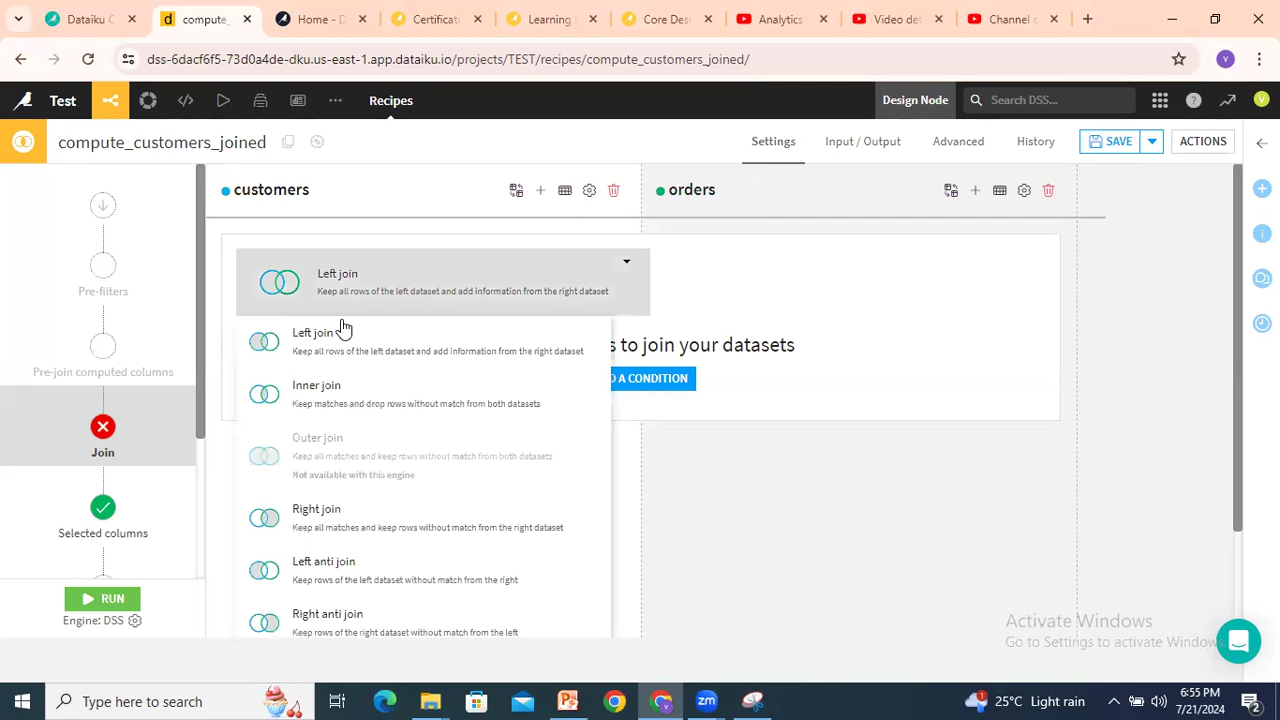 Dataiku C
compute_
Home - D
Certificati
Learning
Core Des
Analytics
Video det
Channel c
dss-6dacf6f5-73d0a4de-dku.us-east-1.app.dataiku.io/projects/TEST/recipes/compute_customers_joined/
V
Test
Recipes
Design Node
Search DSS...
V
compute_customers_joined
Settings
Input / Output
Advanced
History
SAVE
ACTIONS
customers
orders
Pre-filters
Pre-join computed columns
Join
Selected columns
RUN
Engine: DSS
Left join
Keep all rows of the left dataset and add information from the right dataset
s to join your datasets
D A CONDITION
Left join
Keep all rows of the left dataset and add information from the right dataset
Inner join
Keep matches and drop rows without match from both datasets
Outer join
Keep all matches and keep rows without match from both datasets
Not available with this engine
Right join
Keep all matches and keep rows without match from the right dataset
Left anti join
Keep rows of the left dataset without match from the right
Right anti join
Keep rows of the right dataset without match from the left
Activate Windows
Go to Settings to activate Windows.
Type here to search
25°C Light rain
6:55 PM
7/21/2024